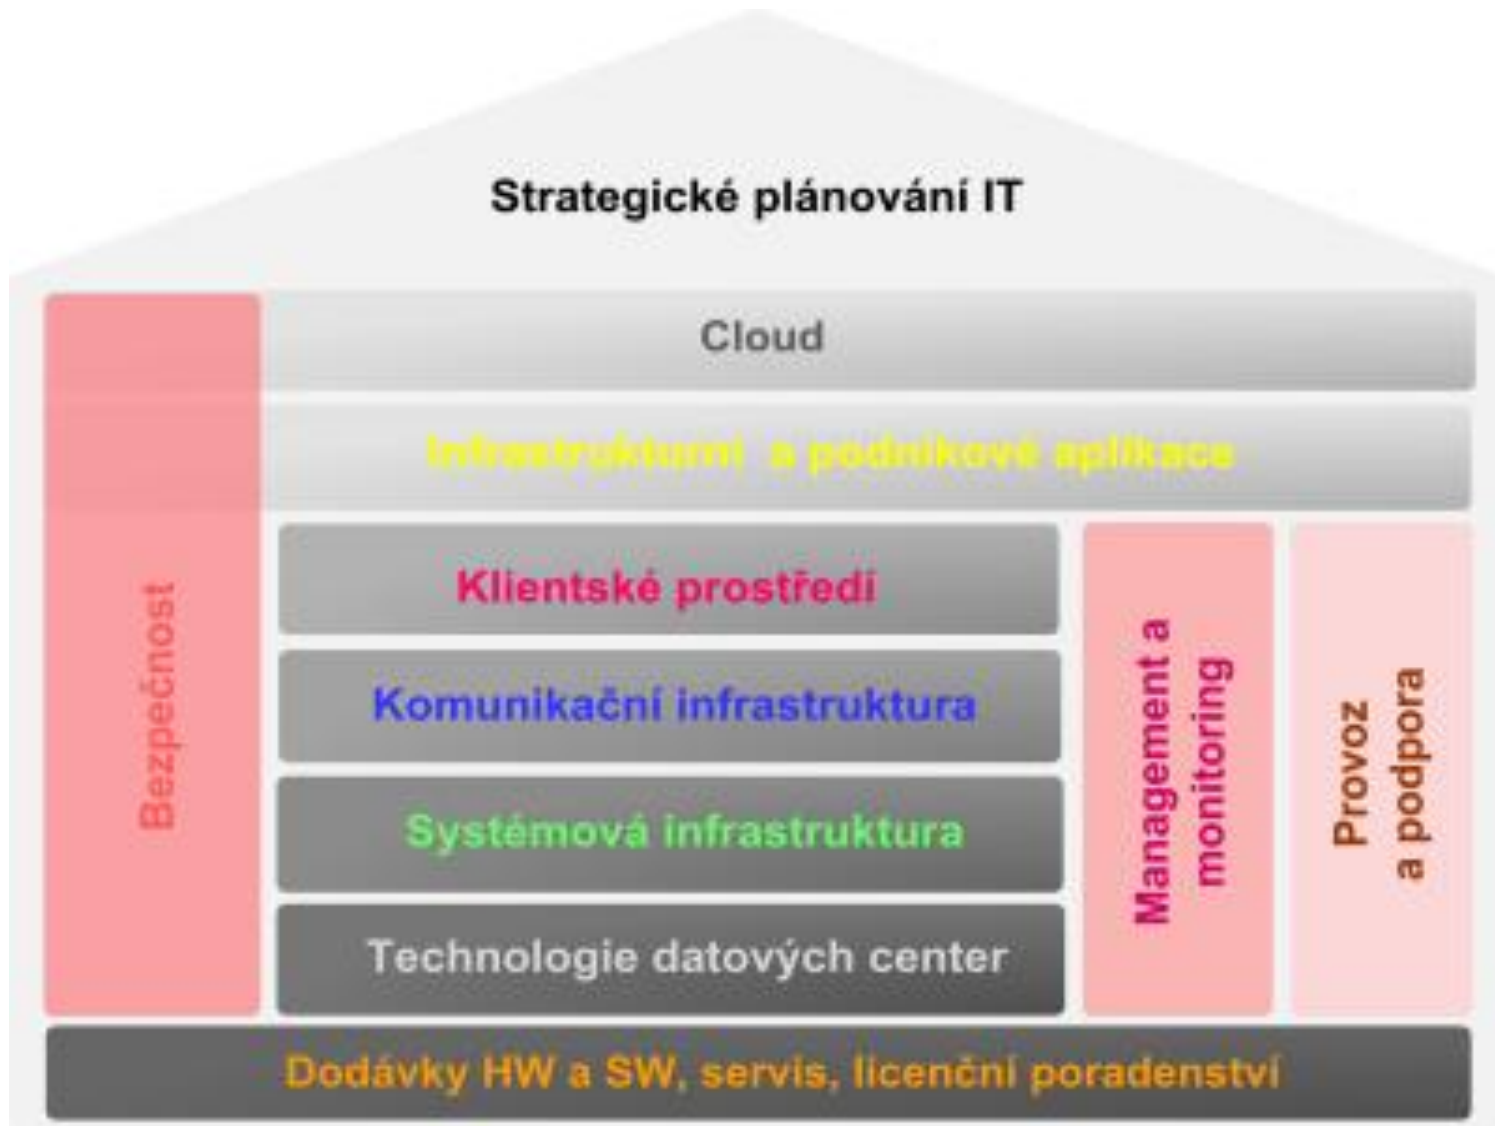 Strategické plánování IT
Cloud
Infrastrukturní a podnikové aplikace
Bezpečnost
Klientské prostředí
Komunikační infrastruktura
Systémová infrastruktura
Technologie datových center
Management a
monitoring
Provoz
a podpora
Dodávky HW a SW, servis, licenční poradenství